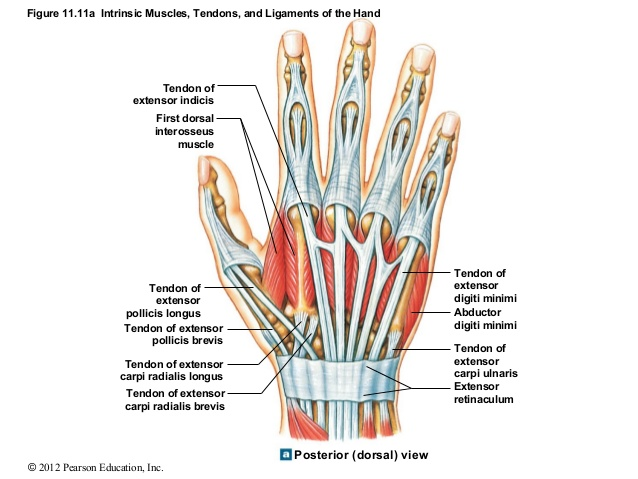 Figure 11.11a  Intrinsic Muscles, Tendons, and Ligaments of the Hand
Tendon of
extensor indicis
First dorsal
interosseus
muscle
Tendon of
extensor
pollicis longus
Tendon of extensor
pollicis brevis
Tendon of extensor
carpi radialis longus
Tendon of extensor
carpi radialis brevis
Tendon of
extensor
digiti minimi
Abductor
digiti minimi
Tendon of
extensor
carpi ulnaris
Extensor
retinaculum
a Posterior (dorsal) view
© 2012 Pearson Education, Inc.